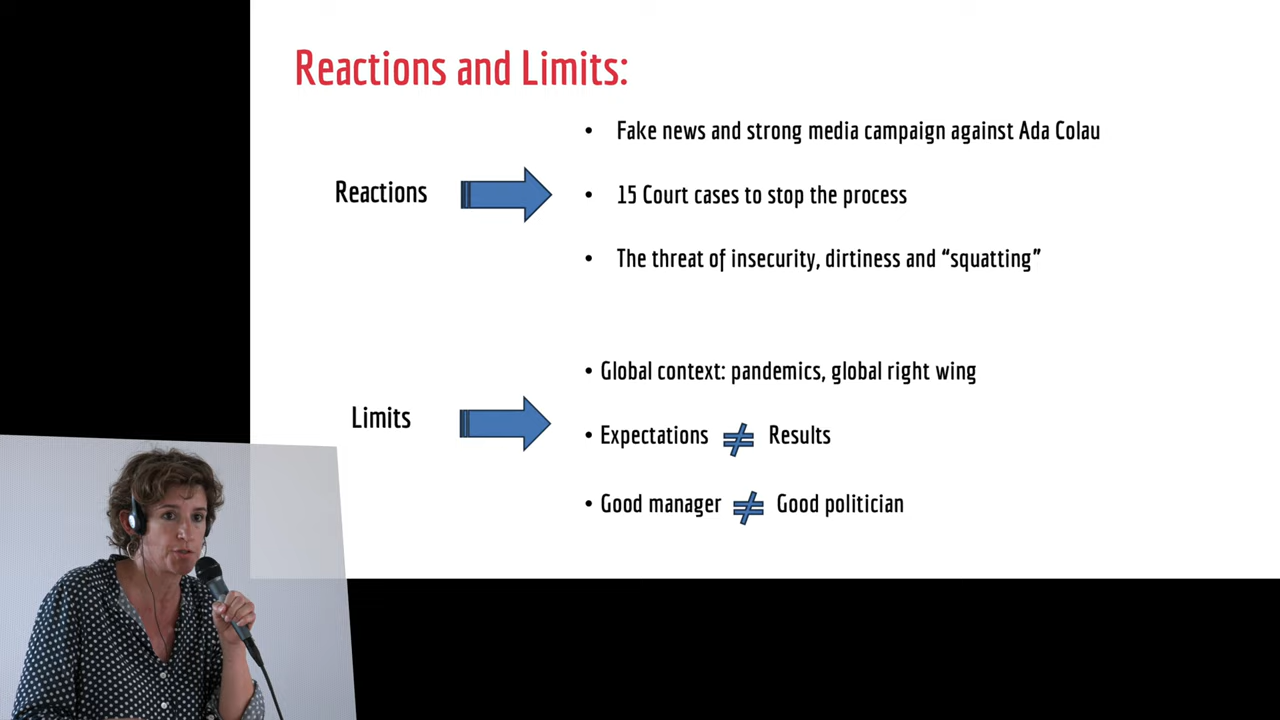 Reactions and Limits:
Reactions
• Fake news and strong media campaign against Ada Colau
• 15 Court cases to stop the process
• The threat of insecurity, dirtiness and “squatting”
Limits
• Global context: pandemics, global right wing
• Expectations ≠ Results
• Good manager ≠ Good politician